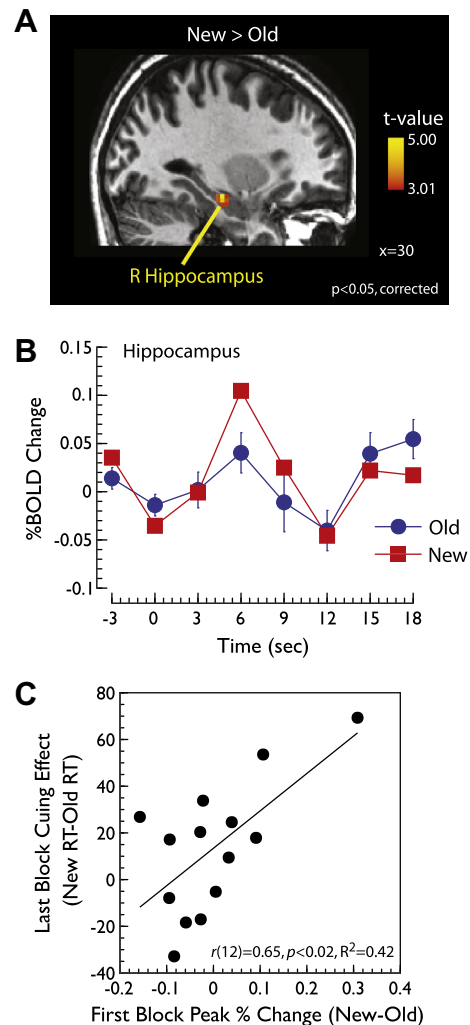 A
New > Old
t-value
5.00
3.01
R Hippocampus
x=30
p<0.05, corrected
B
Hippocampus
%BOLD Change
0.15
0.1
0.05
0
-0.05
-0.1
Old
New
-3 0 3 6 9 12 15 18
Time (sec)
C
Last Block Cuing Effect
(New RT-Old RT)
80
60
40
20
0
-20
-40
r(12)=0.65, p<0.02, R²=0.42
-0.2 -0.1 0 0.1 0.2 0.3 0.4
First Block Peak % Change (New-Old)